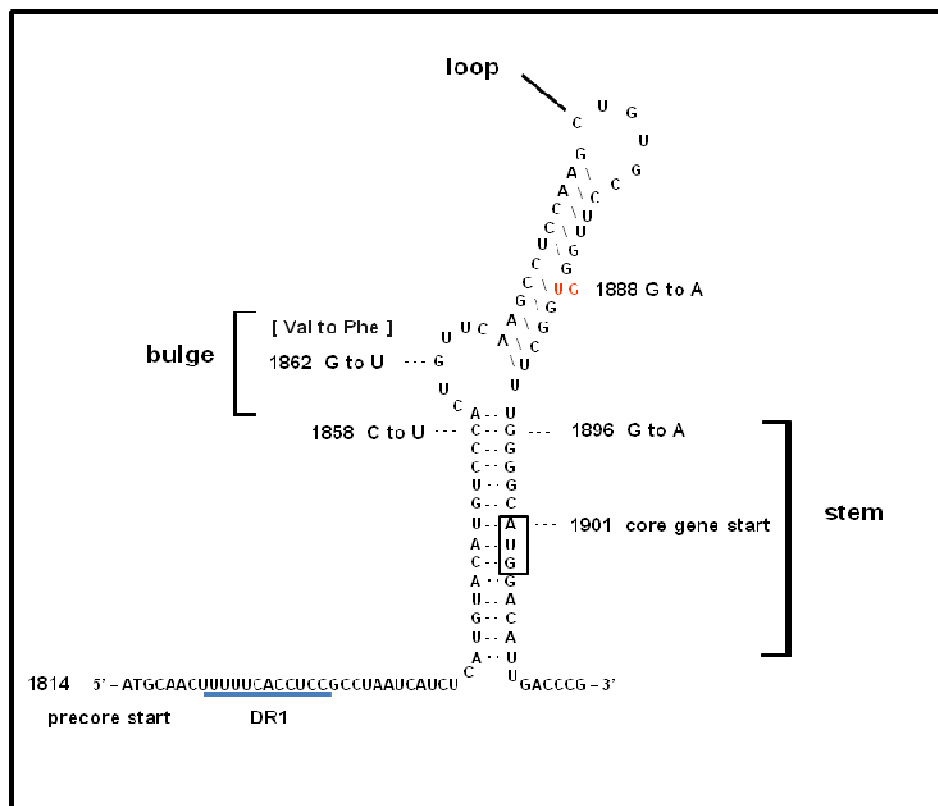 loop
U G
C U
G G
A C
A C
C U
C U
U G
C G
C U G 1888 G to A
G G
[ Val to Phe ] U U C A A G
bulge 1862 G to U G C
U U
C U
A U
1858 C to U C G 1896 G to A
C G
C G
U G
G C
U A 1901 core gene start
stem
A U
C G
A G
U A
G C
U A
A U
C U
1814 5'– ATGCAACUUUUUCACCUCCGCCUAAUCAUCU GACCCG – 3'
precore start DR1